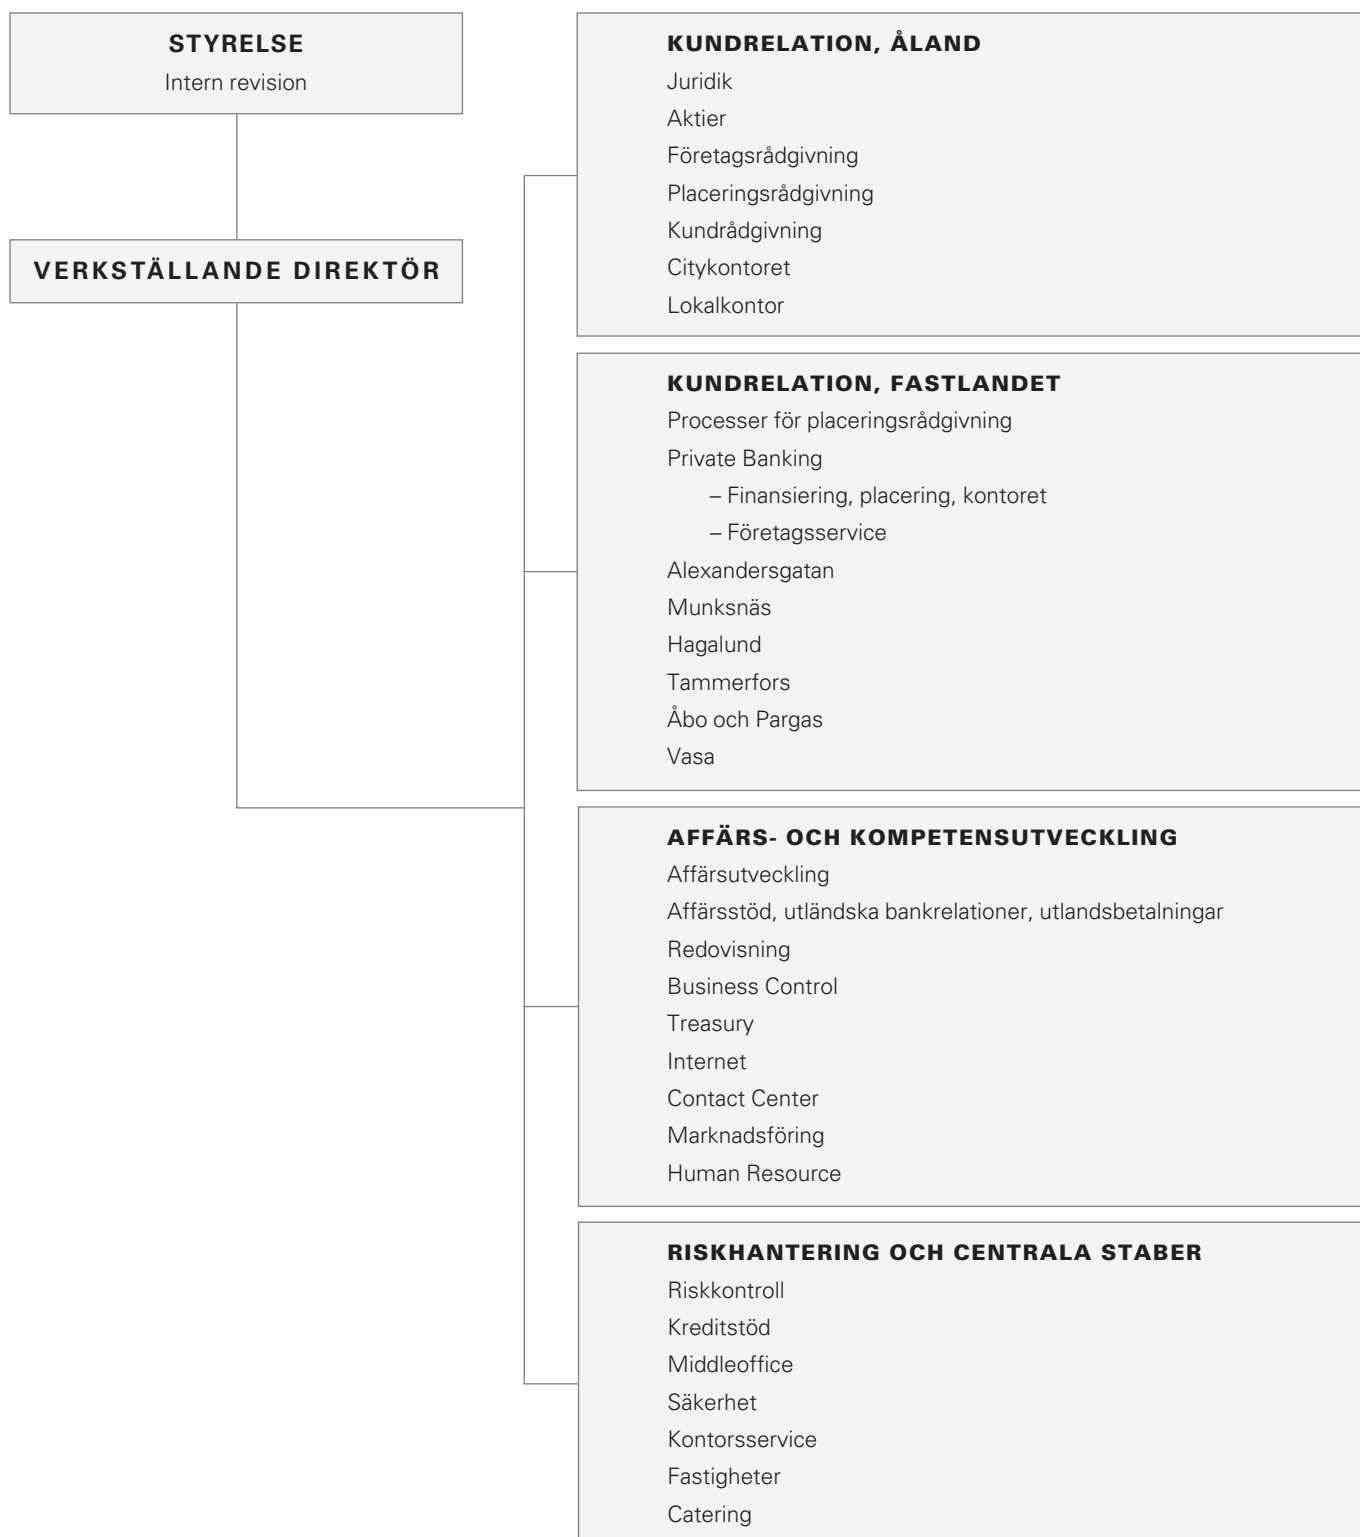 STYRELSE
Intern revision
VERKSTÄLLANDE DIREKTÖR
KUNDRELATION, ÅLAND
Juridik
Aktier
Företagsrådgivning
Placeringsrådgivning
Kundrådgivning
Citykontoret
Lokalkontor
KUNDRELATION, FASTLANDET
Processer för placeringsrådgivning
Private Banking
– Finansiering, placering, kontoret
– Företagsservice
Alexandersgatan
Munksnäs
Hagalund
Tammerfors
Åbo och Pargas
Vasa
AFFÄRS- OCH KOMPETENSUTVECKLING
Affärsutveckling
Affärsstöd, utländska bankrelationer, utlandsbetalningar
Redovisning
Business Control
Treasury
Internet
Contact Center
Marknadsföring
Human Resource
RISKHANTERING OCH CENTRALA STABER
Riskkontroll
Kreditstöd
Middleoffice
Säkerhet
Kontorsservice
Fastigheter
Catering